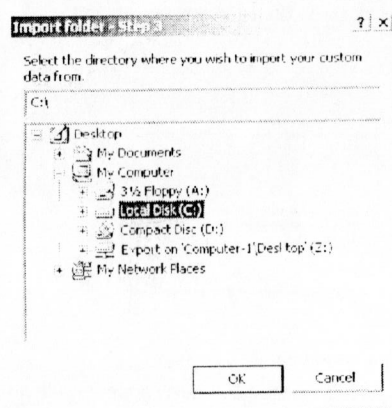 Import folder - Step 3
? ×
Select the directory where you wish to import your custom
data from.
C:\
Desktop
My Documents
My Computer
3½ Floppy (A:)
Local Disk (C:)
Compact Disc (D:)
Export on 'Computer-1\Desktop' (Z:)
My Network Places
OK
Cancel